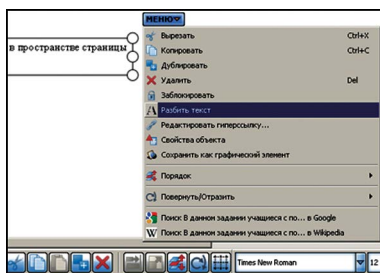 МЕНЮ
в пространстве страницы
Вырезать Ctrl+X
Копировать Ctrl+C
Дублировать
Удалить Del
Заблокировать
Разбить текст
Редактировать гиперссылку...
Свойства объекта
Сохранить как графический элемент
Порядок
Повернуть/Отразить
Поиск В данном задании учащиеся с по... в Google
Поиск В данном задании учащиеся с по... в Wikipedia
Times New Roman 12